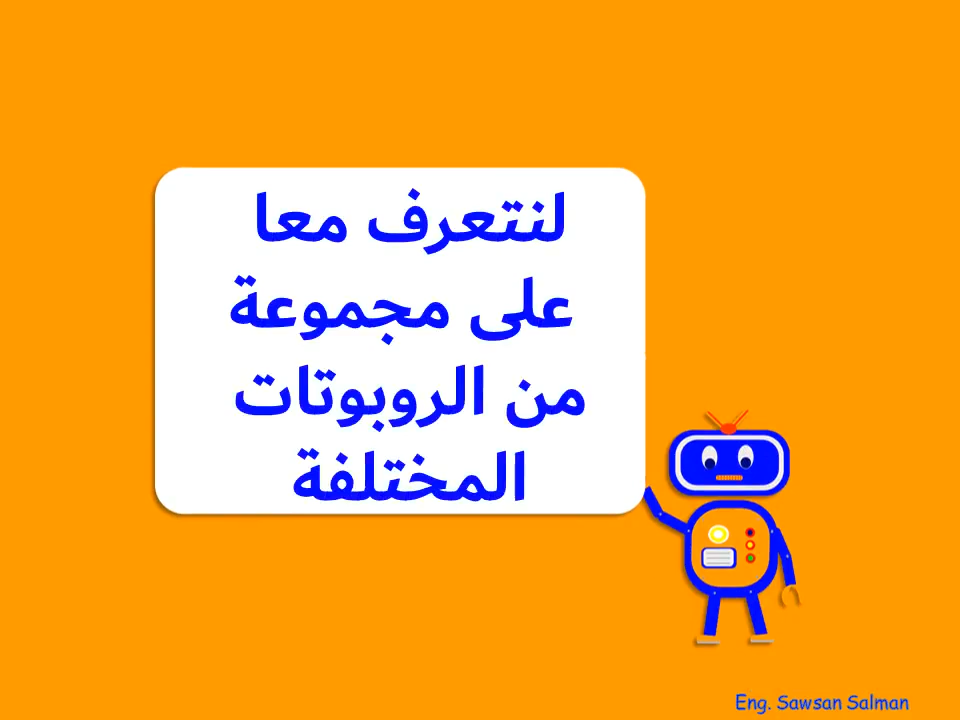 لنتعرف معا
على مجموعة
من الروبوتات
المختلفة
Eng. Sawsan Salman